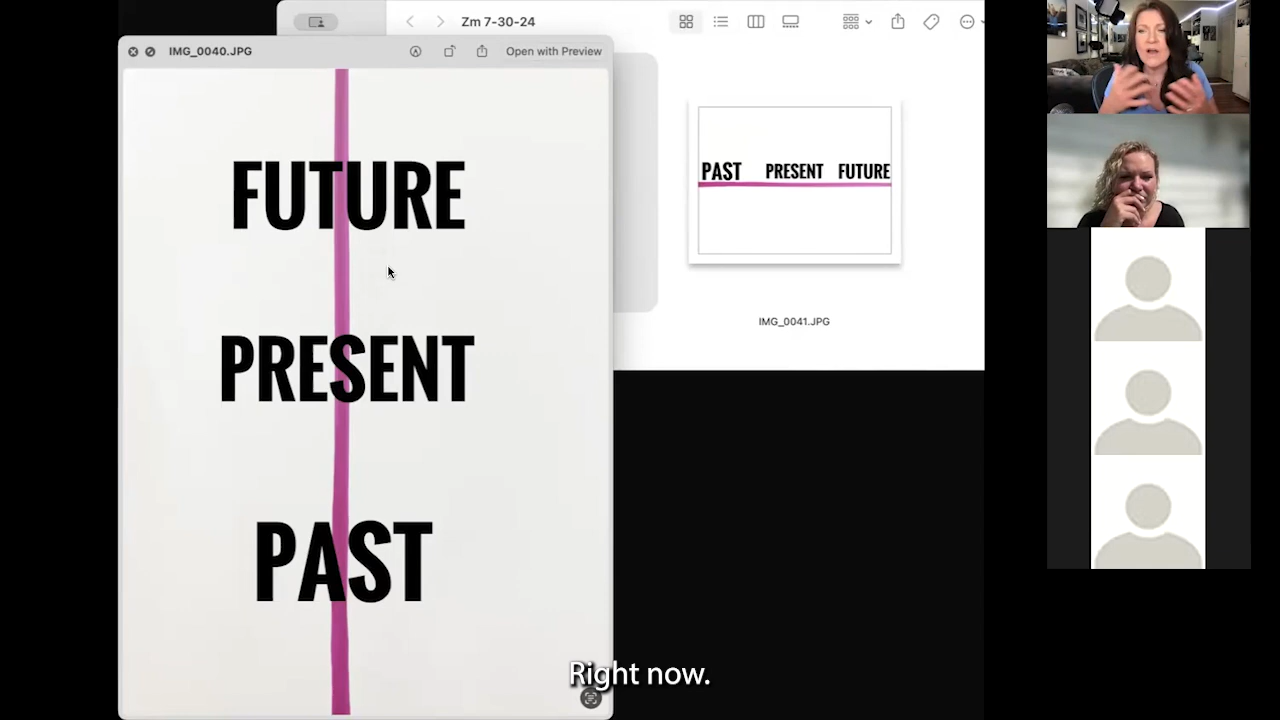 Zm 7-30-24
IMG_0040.JPG
Open with Preview
FUTURE
PRESENT
PAST
PAST PRESENT FUTURE
IMG_0041.JPG
Right now.